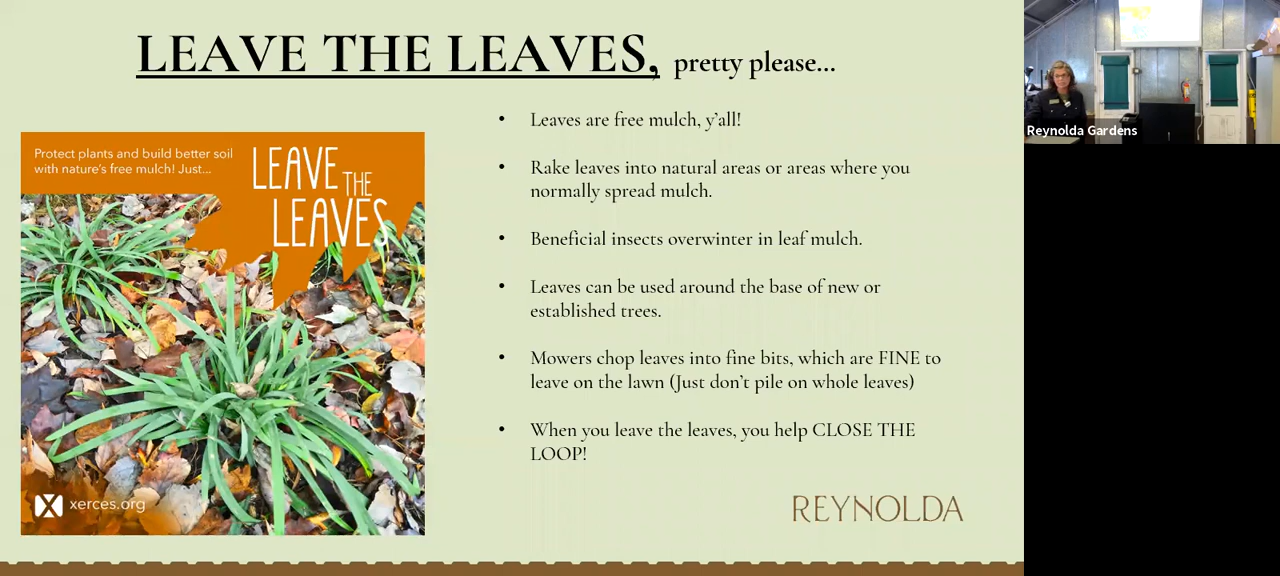 LEAVE THE LEAVES, pretty please...
Protect plants and build better soil
with nature's free mulch! Just...
LEAVE THE
LEAVES
xerces.org
• Leaves are free mulch, y'all!
• Rake leaves into natural areas or areas where you
normally spread mulch.
• Beneficial insects overwinter in leaf mulch.
• Leaves can be used around the base of new or
established trees.
• Mowers chop leaves into fine bits, which are FINE to
leave on the lawn (Just don't pile on whole leaves)
• When you leave the leaves, you help CLOSE THE
LOOP!
REYNOLDA
Reynolda Gardens